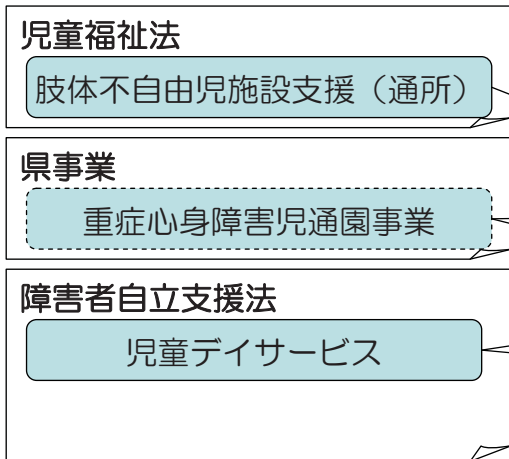 児童福祉法
肢体不自由児施設支援（通所）
県事業
重症心身障害児通園事業
障害者自立支援法
児童デイサービス